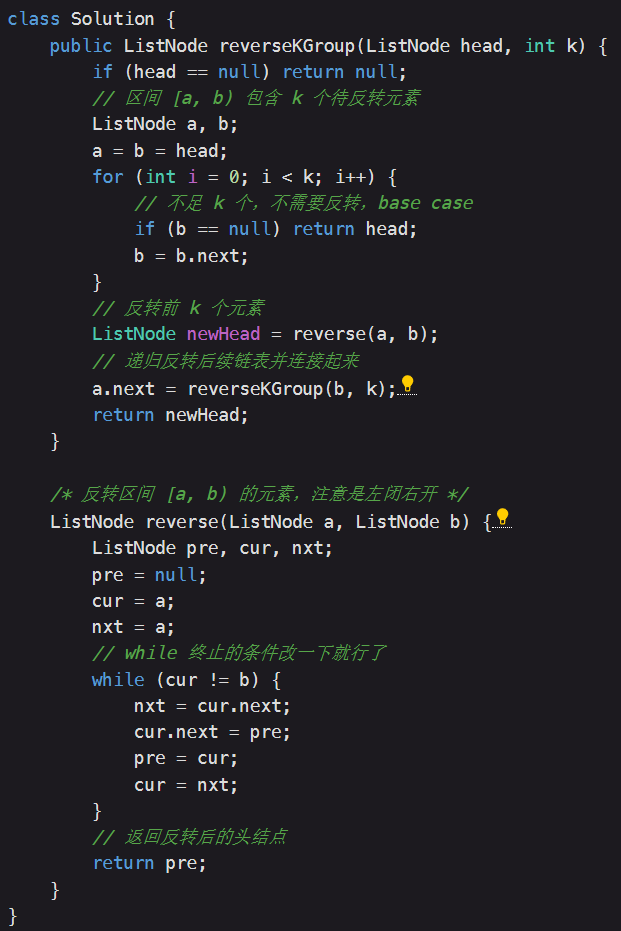 class Solution {
    public ListNode reverseKGroup(ListNode head, int k) {
        if (head == null) return null;
        // 区间 [a, b) 包含 k 个待反转元素
        ListNode a, b;
        a = b = head;
        for (int i = 0; i < k; i++) {
            // 不足 k 个，不需要反转，base case
            if (b == null) return head;
            b = b.next;
        }
        // 反转前 k 个元素
        ListNode newHead = reverse(a, b);
        // 递归反转后续链表并连接起来
        a.next = reverseKGroup(b, k);
        return newHead;
    }
    /* 反转区间 [a, b) 的元素，注意是左闭右开 */
    ListNode reverse(ListNode a, ListNode b) {
        ListNode pre, cur, nxt;
        pre = null;
        cur = a;
        nxt = a;
        // while 终止的条件改一下就行了
        while (cur != b) {
            nxt = cur.next;
            cur.next = pre;
            pre = cur;
            cur = nxt;
        }
        // 返回反转后的头结点
        return pre;
    }
}